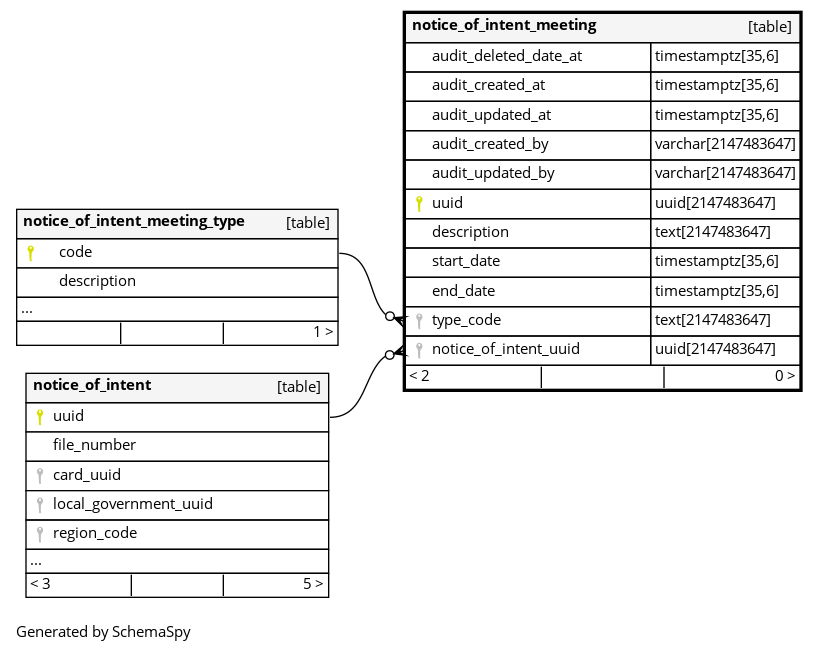 notice_of_intent_meeting [table]
audit_deleted_date_at timestamptz[35,6]
audit_created_at timestamptz[35,6]
audit_updated_at timestamptz[35,6]
audit_created_by varchar[2147483647]
audit_updated_by varchar[2147483647]
uuid uuid[2147483647]
description text[2147483647]
start_date timestamptz[35,6]
end_date timestamptz[35,6]
type_code text[2147483647]
notice_of_intent_uuid uuid[2147483647]
< 2 0 >
notice_of_intent_meeting_type [table]
code
description
...
1 >
notice_of_intent [table]
uuid
file_number
card_uuid
local_government_uuid
region_code
...
< 3 5 >
Generated by SchemaSpy